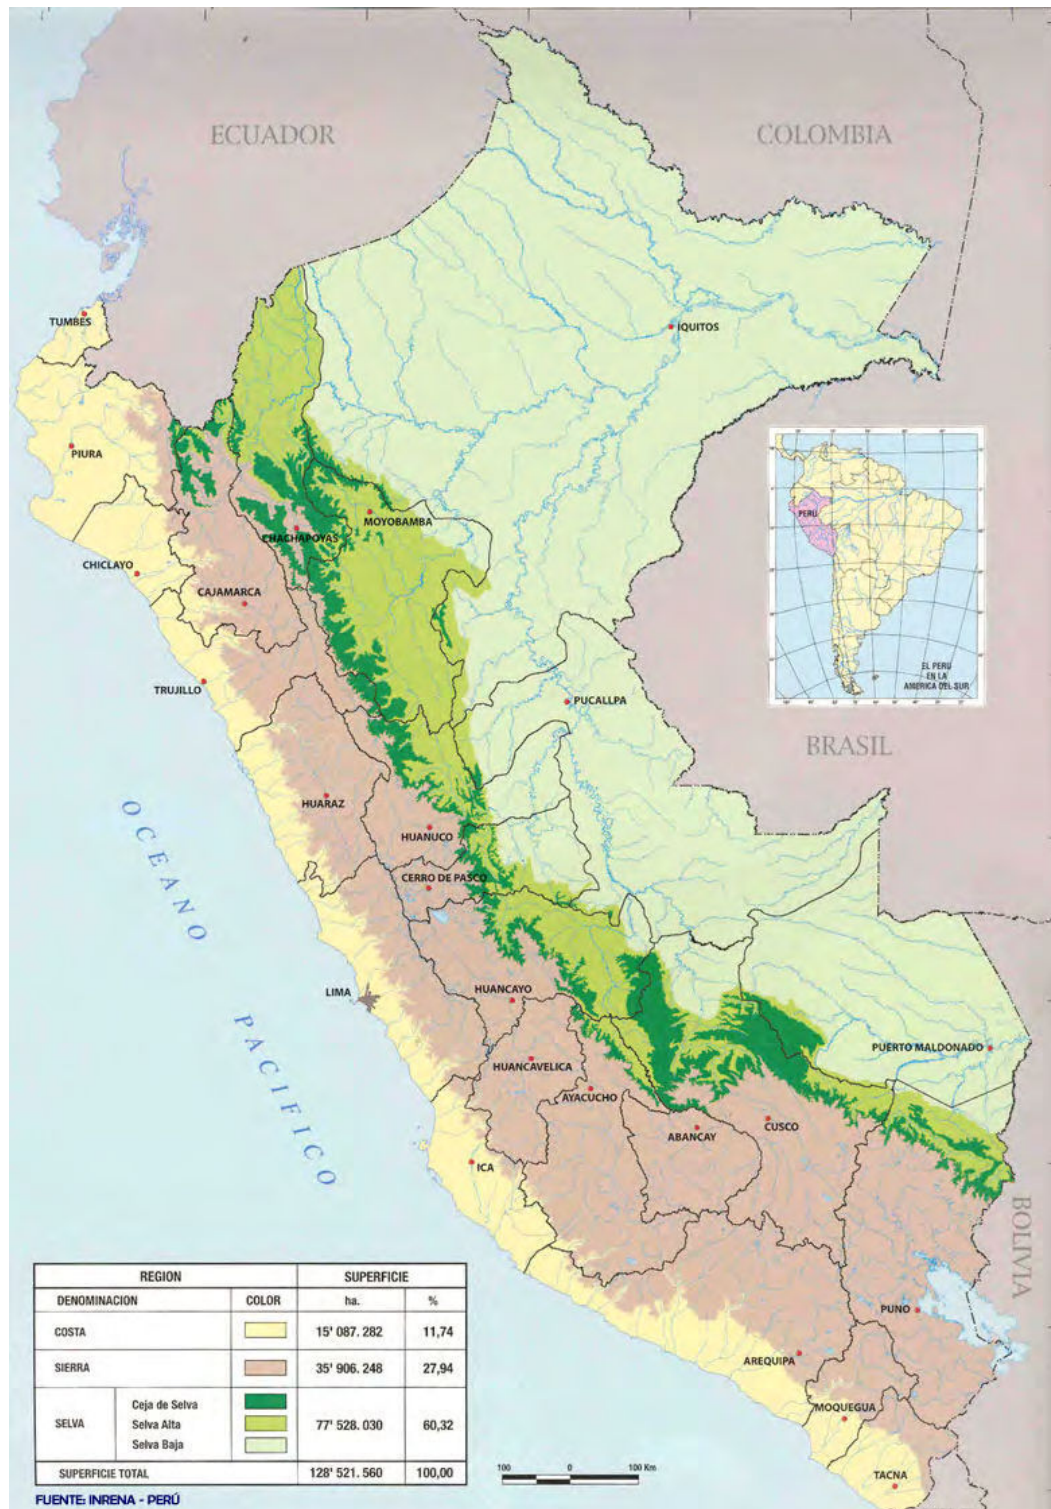 ECUADOR
COLOMBIA
TUMBES
IQUITOS
PIURA
MOYOBAMBA
CHACHAPOYAS
PERU
CHICLAYO
CAJAMARCA
EL PERU
EN LA
AMERICA DEL SUR
TRUJILLO
PUCALLPA
BRASIL
HUARAZ
HUANUCO
CERRO DE PASCO
OCEANO
PACIFICO
LIMA
HUANCAYO
PUERTO MALDONADO
HUANCAVELICA
AYACUCHO
ABANCAY
CUSCO
ICA
BOLIVIA
PUNO
AREQUIPA
MOQUEGUA
TACNA
REGION SUPERFICIE
DENOMINACION COLOR ha. %
COSTA 15' 087. 282 11,74
SIERRA 35' 906. 248 27,94
SELVA Ceja de Selva
Selva Alta 77' 528. 030 60,32
Selva Baja
SUPERFICIE TOTAL 128' 521. 560 100,00
100 0 100 Km
FUENTE: INRENA - PERÚ